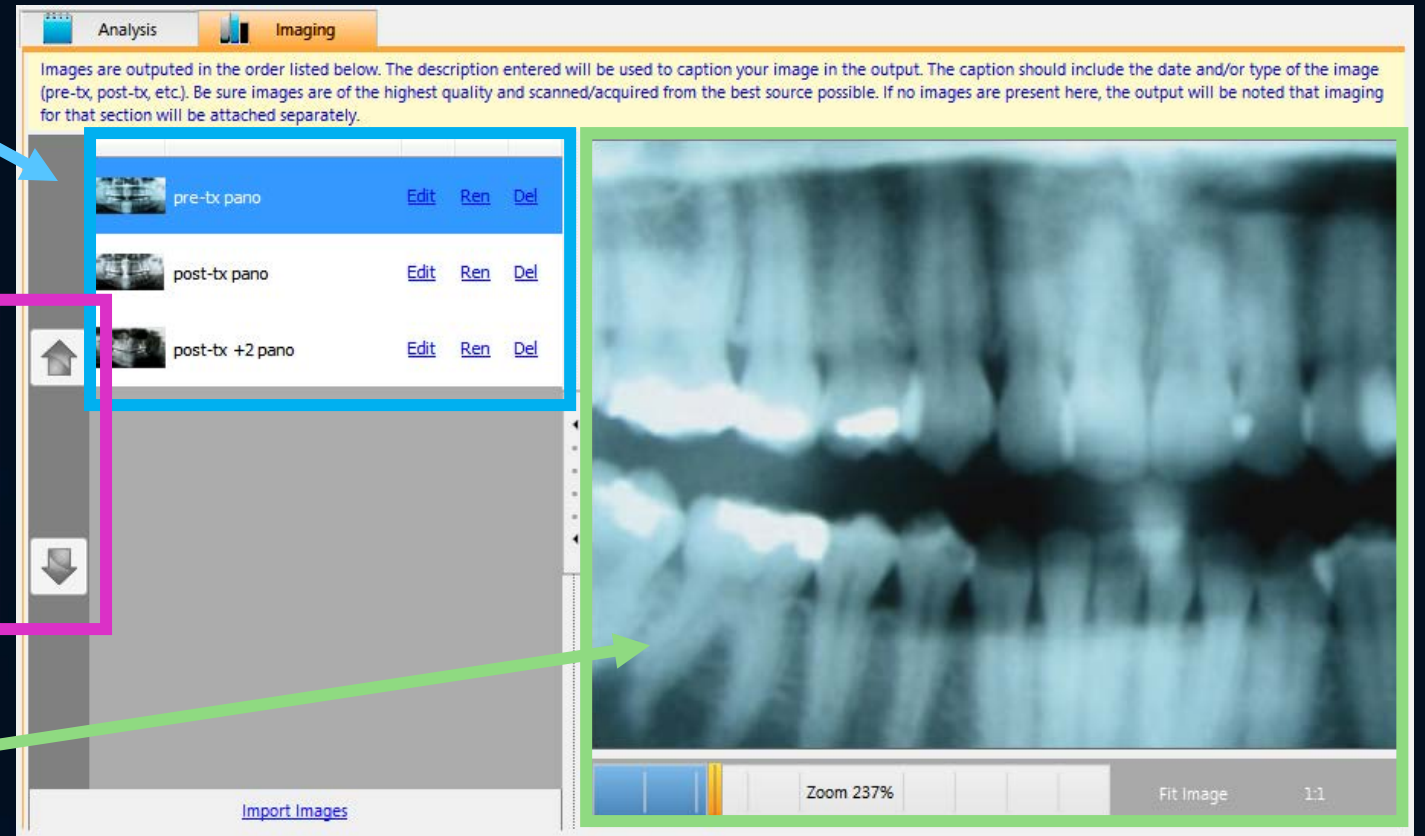 Analysis
Imaging
Images are outputed in the order listed below. The description entered will be used to caption your image in the output. The caption should include the date and/or type of the image
(pre-tx, post-tx, etc.). Be sure images are of the highest quality and scanned/acquired from the best source possible. If no images are present here, the output will be noted that imaging
for that section will be attached separately.
pre-tx pano Edit Ren Del
post-tx pano Edit Ren Del
post-tx +2 pano Edit Ren Del
Zoom 237% Fit Image 1:1
Import Images